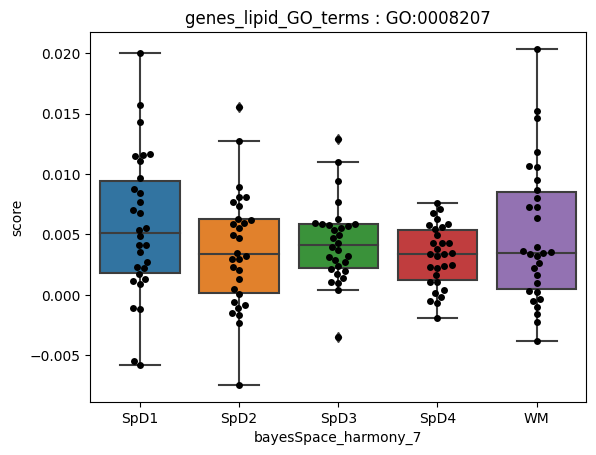 genes_lipid_GO_terms : GO:0008207
0.020
0.015
0.010
0.005
0.000
−0.005
score
SpD1 SpD2 SpD3 SpD4 WM
bayesSpace_harmony_7